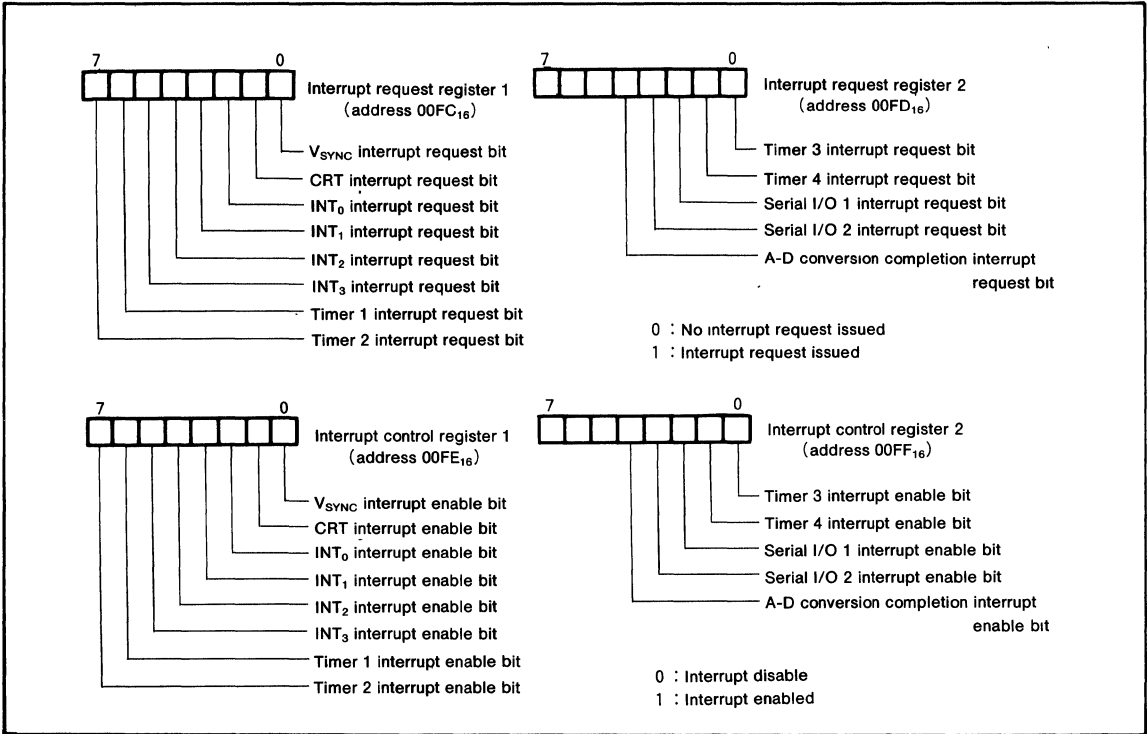 7 0
Interrupt request register 1
(address 00FC₁₆)
V_SYNC interrupt request bit
CRT interrupt request bit
INT₀ interrupt request bit
INT₁ interrupt request bit
INT₂ interrupt request bit
INT₃ interrupt request bit
Timer 1 interrupt request bit
Timer 2 interrupt request bit
7 0
Interrupt request register 2
(address 00FD₁₆)
Timer 3 interrupt request bit
Timer 4 interrupt request bit
Serial I/O 1 interrupt request bit
Serial I/O 2 interrupt request bit
A-D conversion completion interrupt
request bit
0 : No interrupt request issued
1 : Interrupt request issued
7 0
Interrupt control register 1
(address 00FE₁₆)
V_SYNC interrupt enable bit
CRT interrupt enable bit
INT₀ interrupt enable bit
INT₁ interrupt enable bit
INT₂ interrupt enable bit
INT₃ interrupt enable bit
Timer 1 interrupt enable bit
Timer 2 interrupt enable bit
7 0
Interrupt control register 2
(address 00FF₁₆)
Timer 3 interrupt enable bit
Timer 4 interrupt enable bit
Serial I/O 1 interrupt enable bit
Serial I/O 2 interrupt enable bit
A-D conversion completion interrupt
enable bit
0 : Interrupt disable
1 : Interrupt enabled